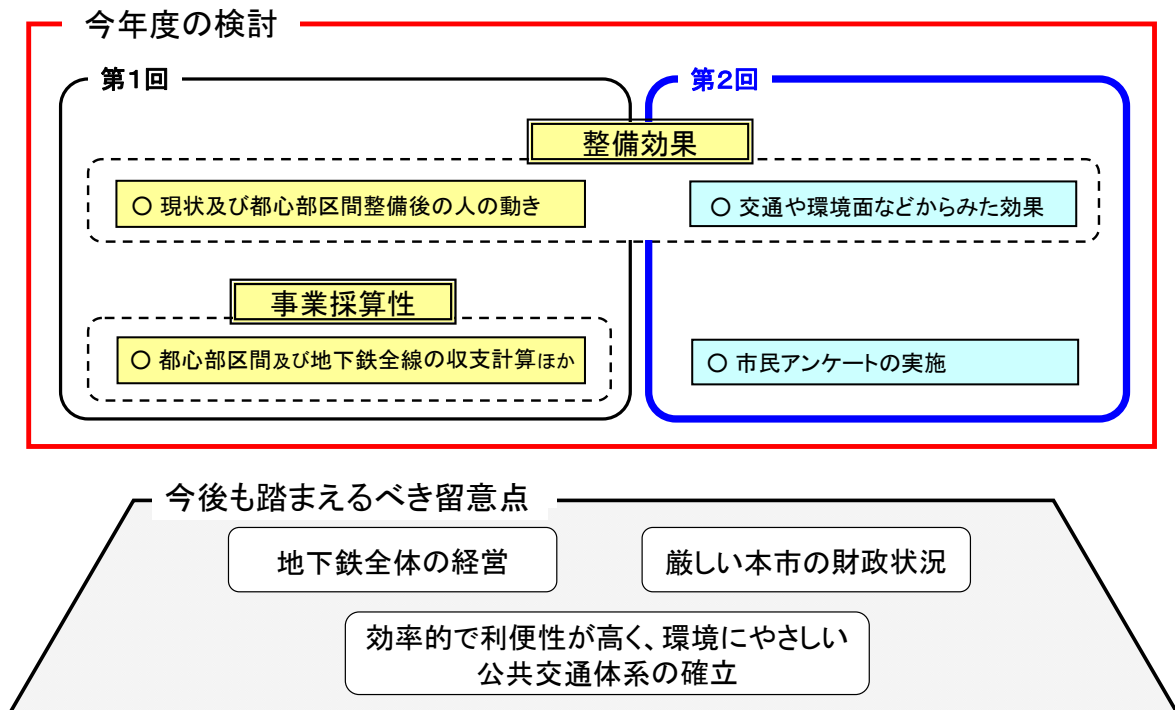 今年度の検討
第1回
第2回
整備効果
○ 現状及び都心部区間整備後の人の動き
○ 交通や環境面などからみた効果
事業採算性
○ 都心部区間及び地下鉄全線の収支計算ほか
○ 市民アンケートの実施
今後も踏まえるべき留意点
地下鉄全体の経営
厳しい本市の財政状況
効率的で利便性が高く、環境にやさしい
公共交通体系の確立